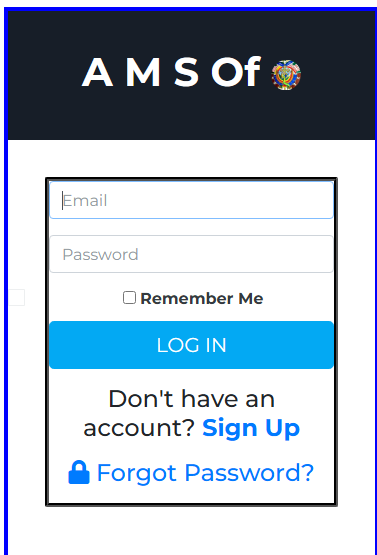 A M S Of
Email
Password
Remember Me
LOG IN
Don't have an
account? Sign Up
Forgot Password?